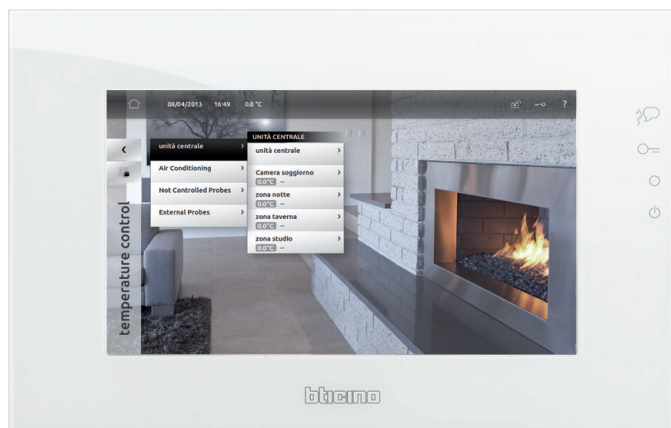 08/04/2013 16:49 0.0 °C ?
unità centrale
Air Conditioning
Not Controlled Probes
External Probes
UNITÀ CENTRALE
unità centrale
Camera soggiorno
0.0°C --
zona notte
0.0°C --
zona taverna
0.0°C --
zona studio
0.0°C --
temperature control
bticino